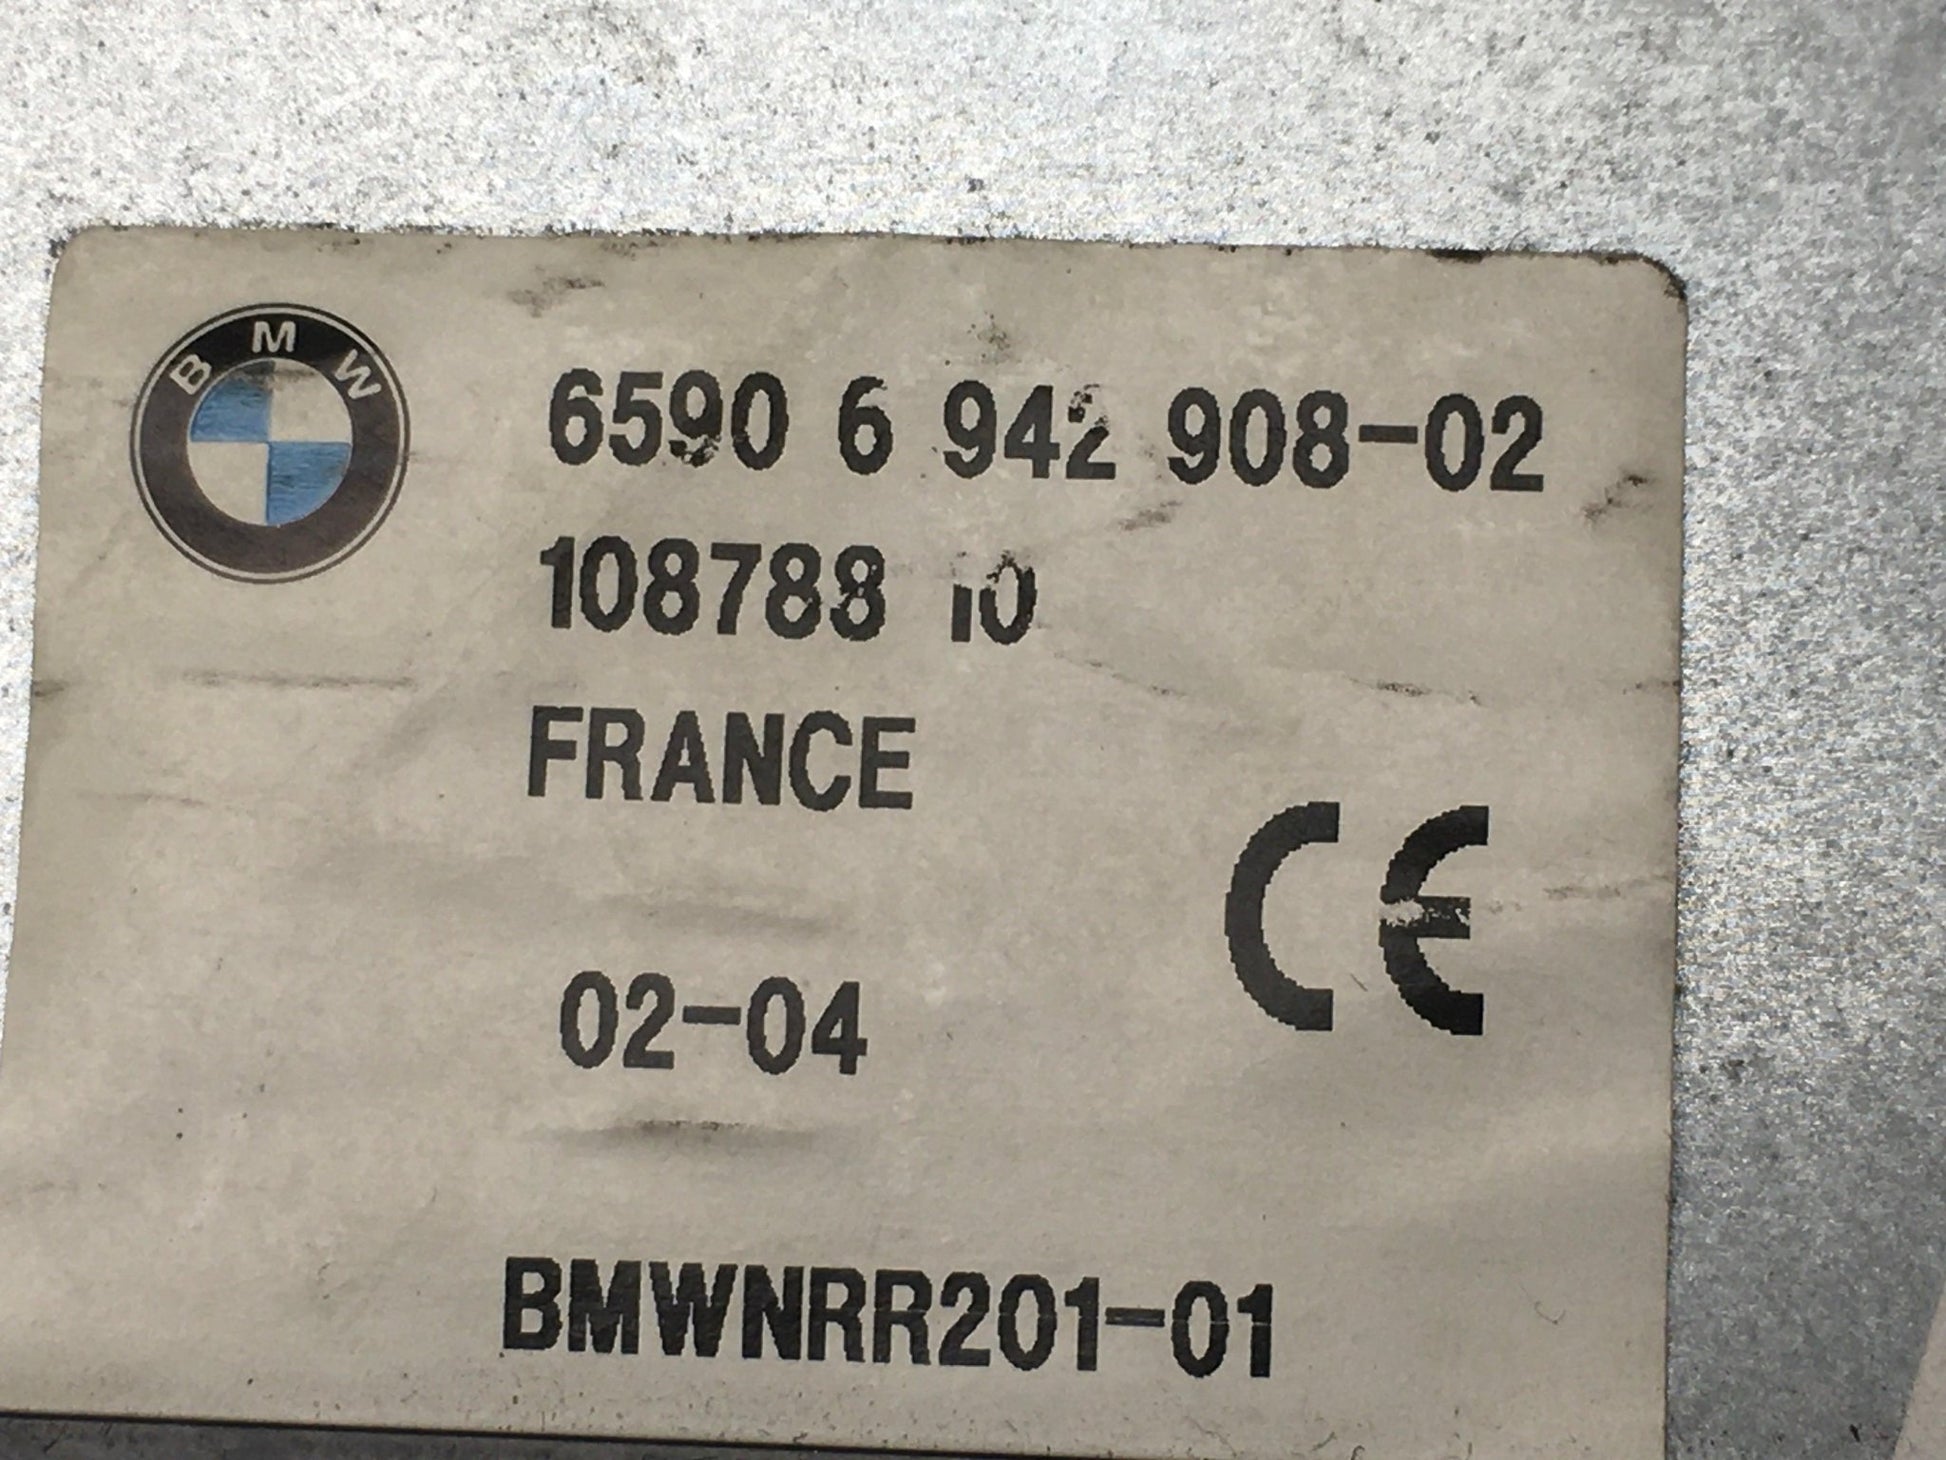 BMW
6590 6 942 908-02
108788 10
FRANCE
CE
02-04
BMWNRR201-01